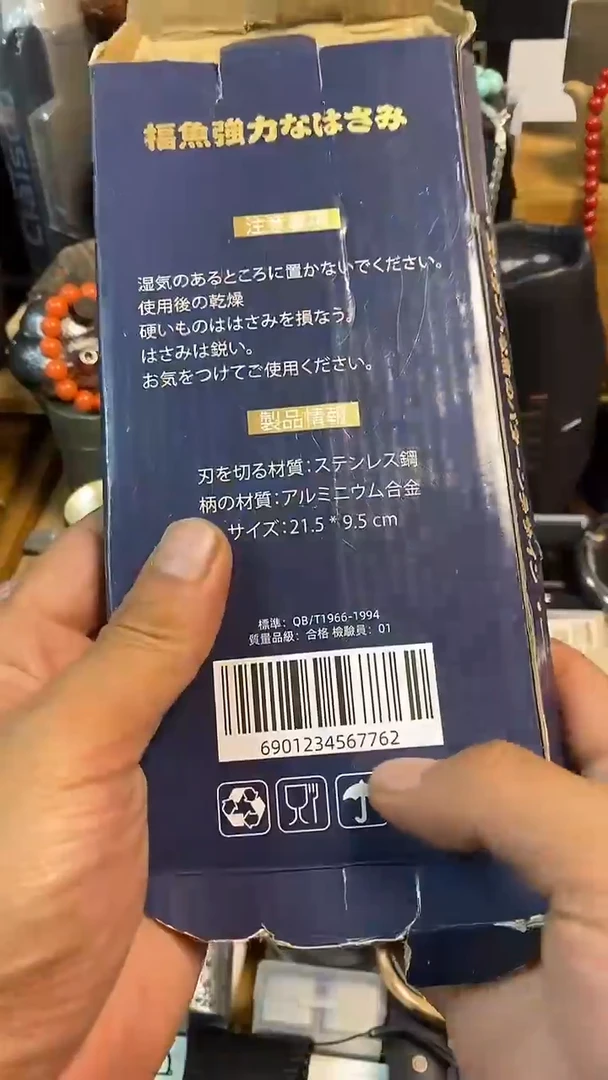 福魚強力なはさみ
注意事項
湿気のあるところに置かないでください。
使用後の乾燥
硬いものははさみを損なう。
はさみは鋭い。
お気をつけてご使用ください。
製品情報
刃を切る材質：ステンレス鋼
柄の材質：アルミニウム合金
サイズ：21.5 * 9.5 cm
標準：QB/T1966-1994
質量品級：合格 檢驗員：01
6901234567762